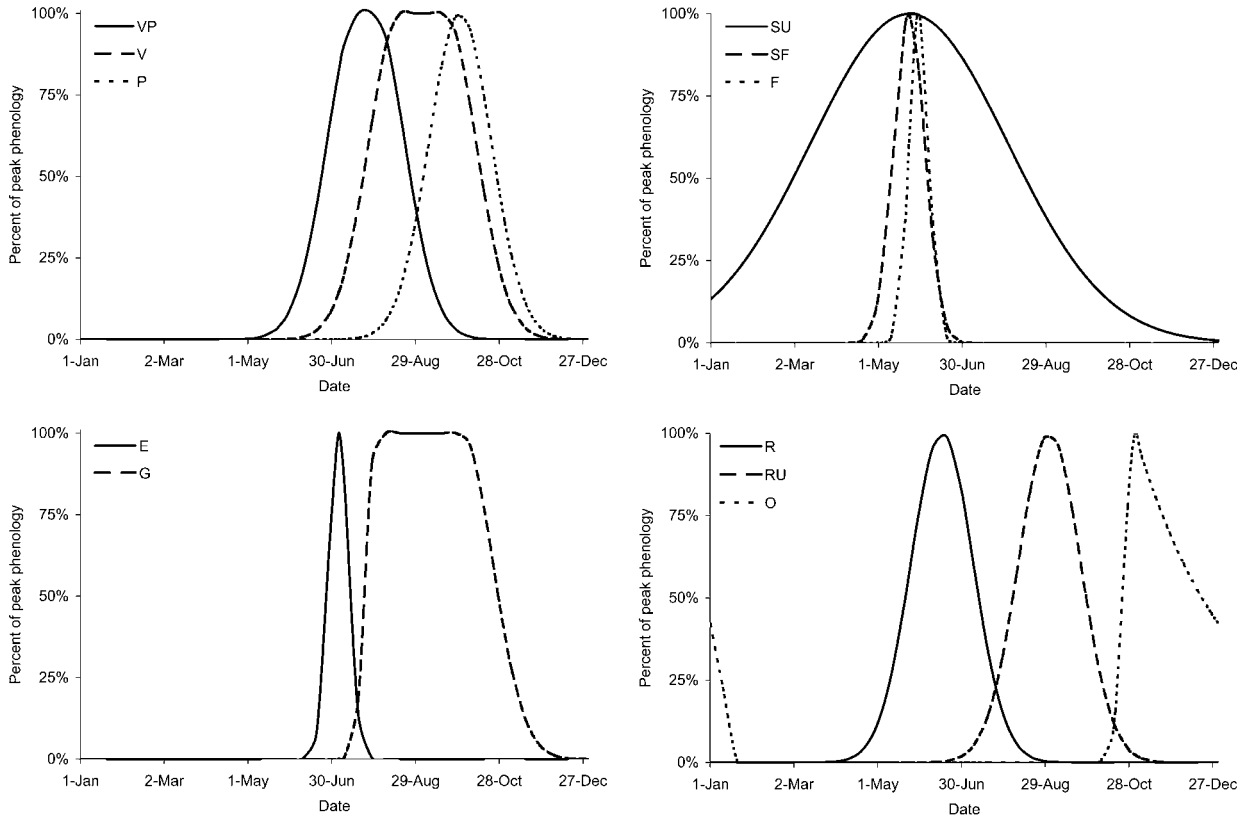 VP
V
P
100%
75%
50%
25%
0%
Percent of peak phenology
1-Jan
2-Mar
1-May
30-Jun
29-Aug
28-Oct
27-Dec
Date
SU
SF
F
100%
75%
50%
25%
0%
Percent of peak phenology
1-Jan
2-Mar
1-May
30-Jun
29-Aug
28-Oct
27-Dec
Date
E
G
100%
75%
50%
25%
0%
Percent of peak phenology
1-Jan
2-Mar
1-May
30-Jun
29-Aug
28-Oct
27-Dec
Date
R
RU
O
100%
75%
50%
25%
0%
Percent of peak phenology
1-Jan
2-Mar
1-May
30-Jun
29-Aug
28-Oct
27-Dec
Date